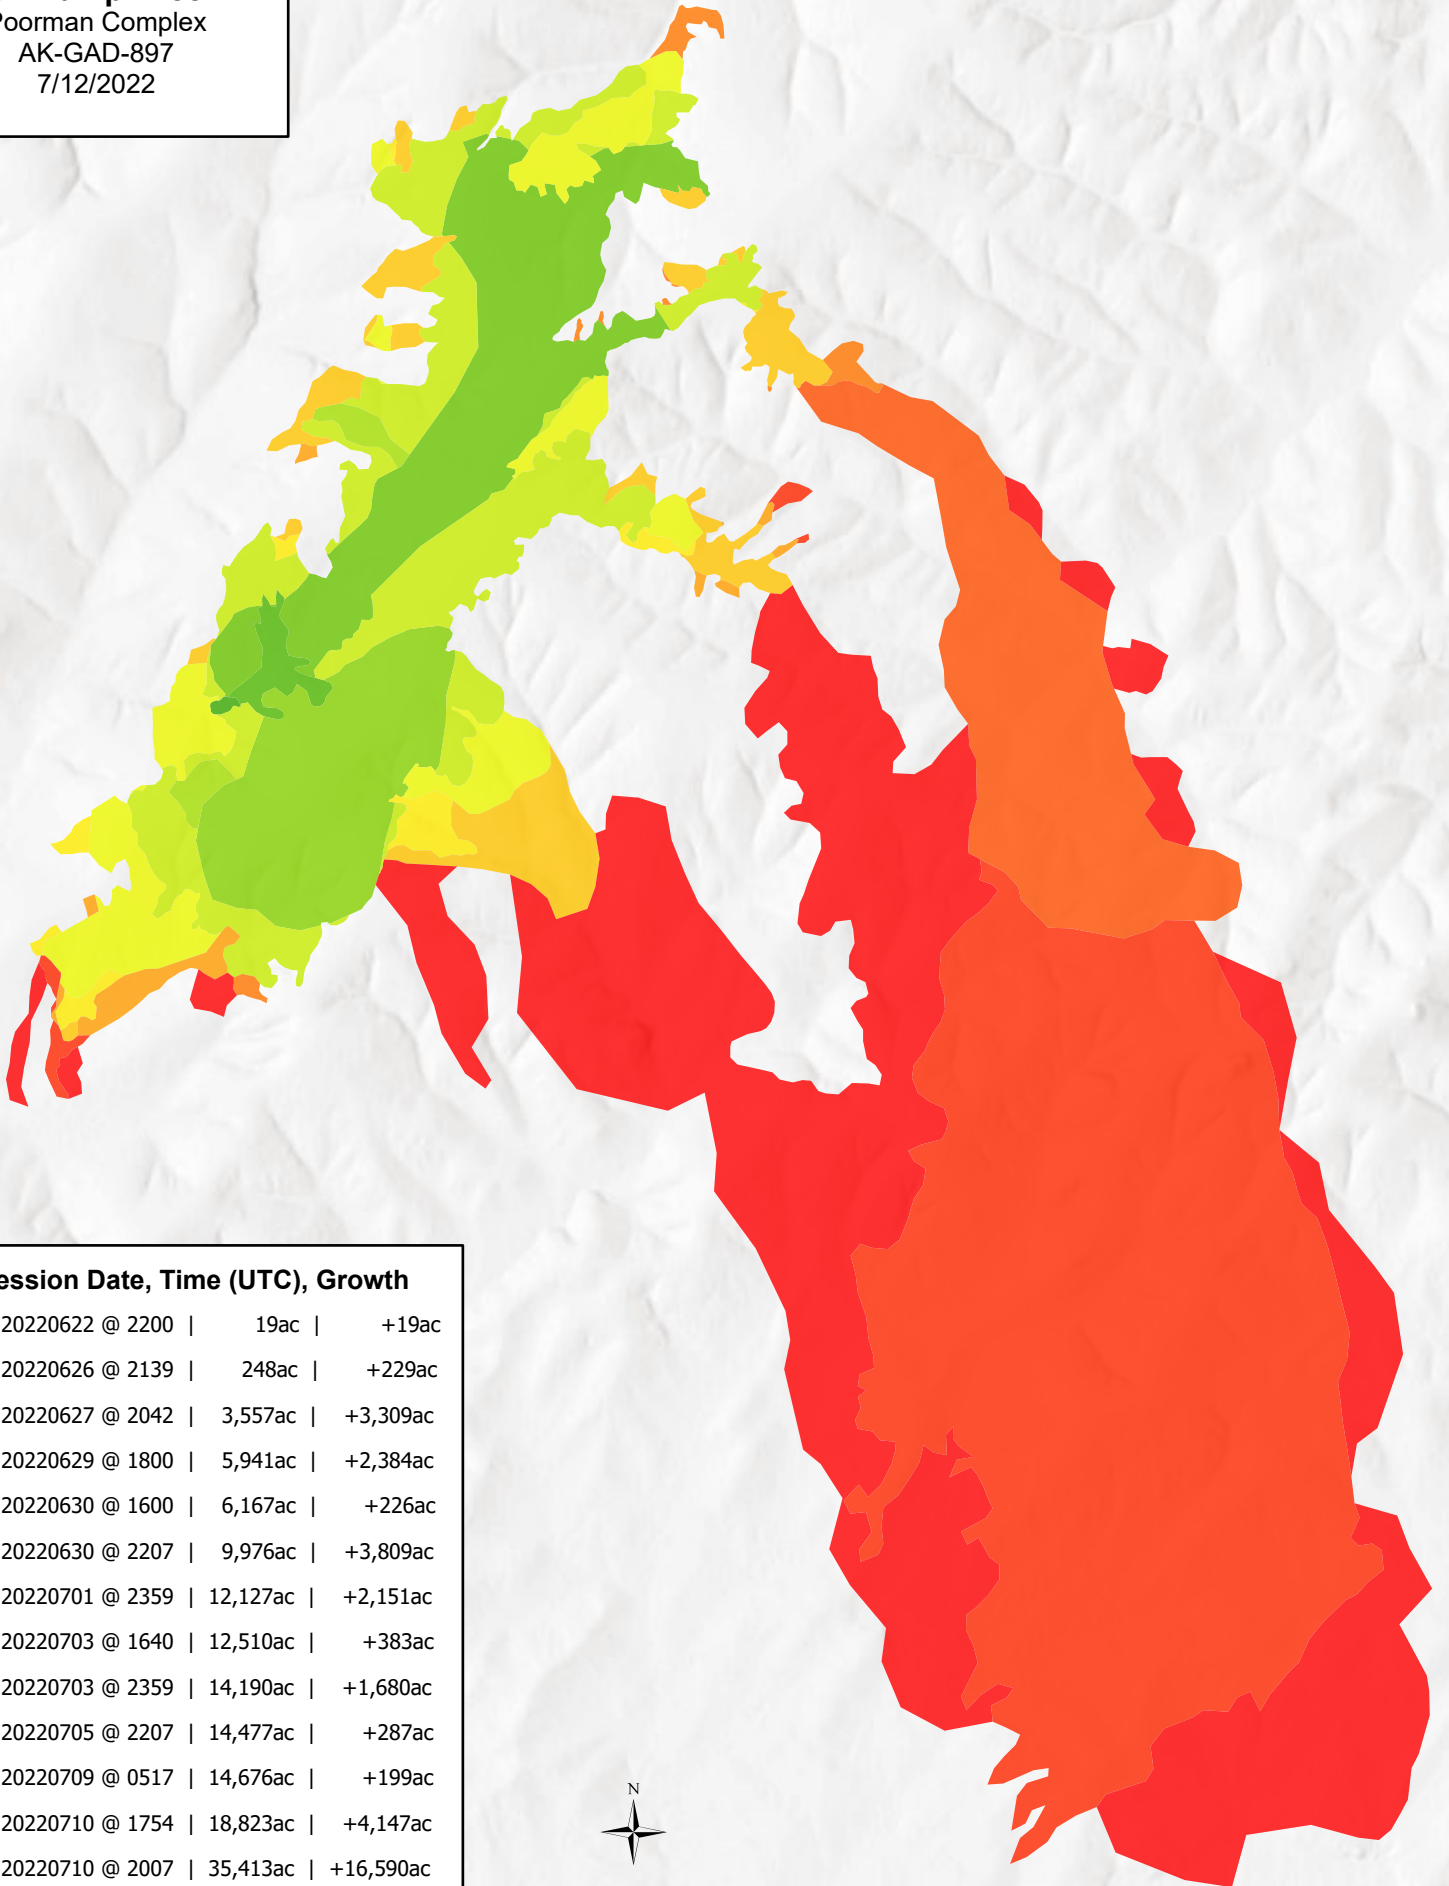 Poorman Complex
AK-GAD-897
7/12/2022
N
Date, Time (UTC), Growth
20220622 @ 2200 | 19ac | +19ac
20220626 @ 2139 | 248ac | +229ac
20220627 @ 2042 | 3,557ac | +3,309ac
20220629 @ 1800 | 5,941ac | +2,384ac
20220630 @ 1600 | 6,167ac | +226ac
20220630 @ 2207 | 9,976ac | +3,809ac
20220701 @ 2359 | 12,127ac | +2,151ac
20220703 @ 1640 | 12,510ac | +383ac
20220703 @ 2359 | 14,190ac | +1,680ac
20220705 @ 2207 | 14,477ac | +287ac
20220709 @ 0517 | 14,676ac | +199ac
20220710 @ 1754 | 18,823ac | +4,147ac
20220710 @ 2007 | 35,413ac | +16,590ac